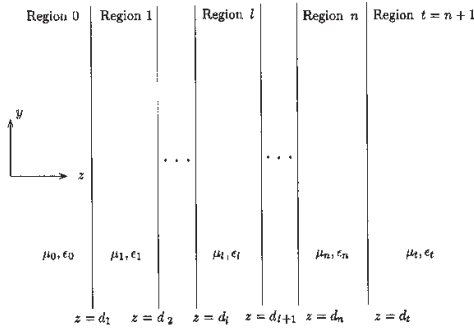 Region 0 Region 1 Region l Region n Region t = n + 1
y
z
. . . . . .
μ₀, ε₀ μ₁, ε₁ μₗ, εₗ μₙ, εₙ μₜ, εₜ
z = d₁ z = d₂ z = dₗ z = dₗ₊₁ z = dₙ z = dₜ